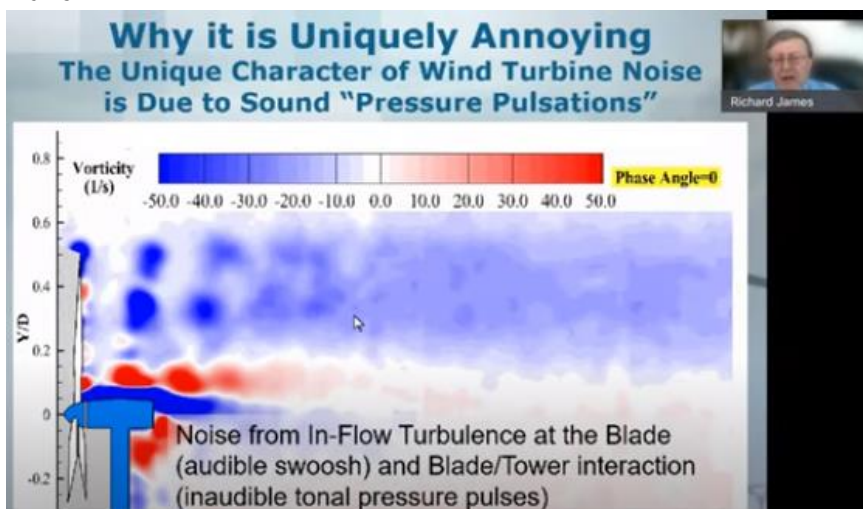 Why it is Uniquely Annoying
The Unique Character of Wind Turbine Noise
is Due to Sound “Pressure Pulsations”
Richard James
Vorticity
(1/s)
-50.0 -40.0 -30.0 -20.0 -10.0 0.0 10.0 20.0 30.0 40.0 50.0
Phase Angle=0
0.8
0.6
0.4
0.2
0
-0.2
Y/D
Noise from In-Flow Turbulence at the Blade
(audible swoosh) and Blade/Tower interaction
(inaudible tonal pressure pulses)